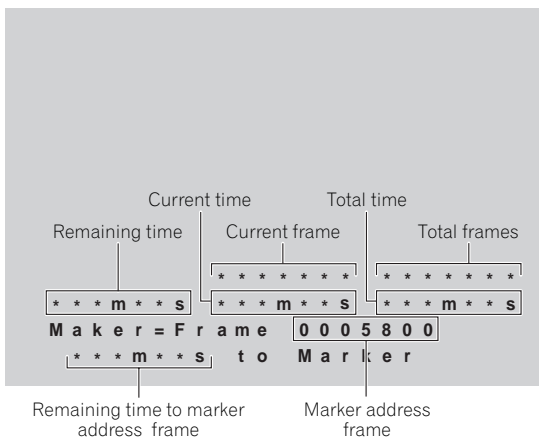 Current time Total time
Remaining time Current frame Total frames
* * * * * * * * * * * * * *
* * * m * * s * * * m * * s * * * m * * s
M a k e r = F r a m e 0 0 0 5 8 0 0
* * * m * * s t o M a r k e r
Remaining time to marker address frame Marker address frame